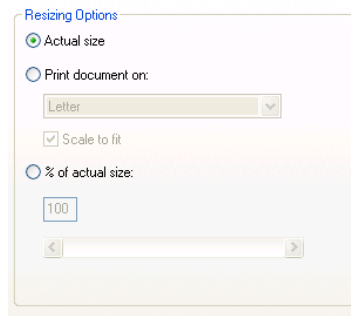 Resizing Options
Actual size
Print document on:
Letter
Scale to fit
% of actual size:
100